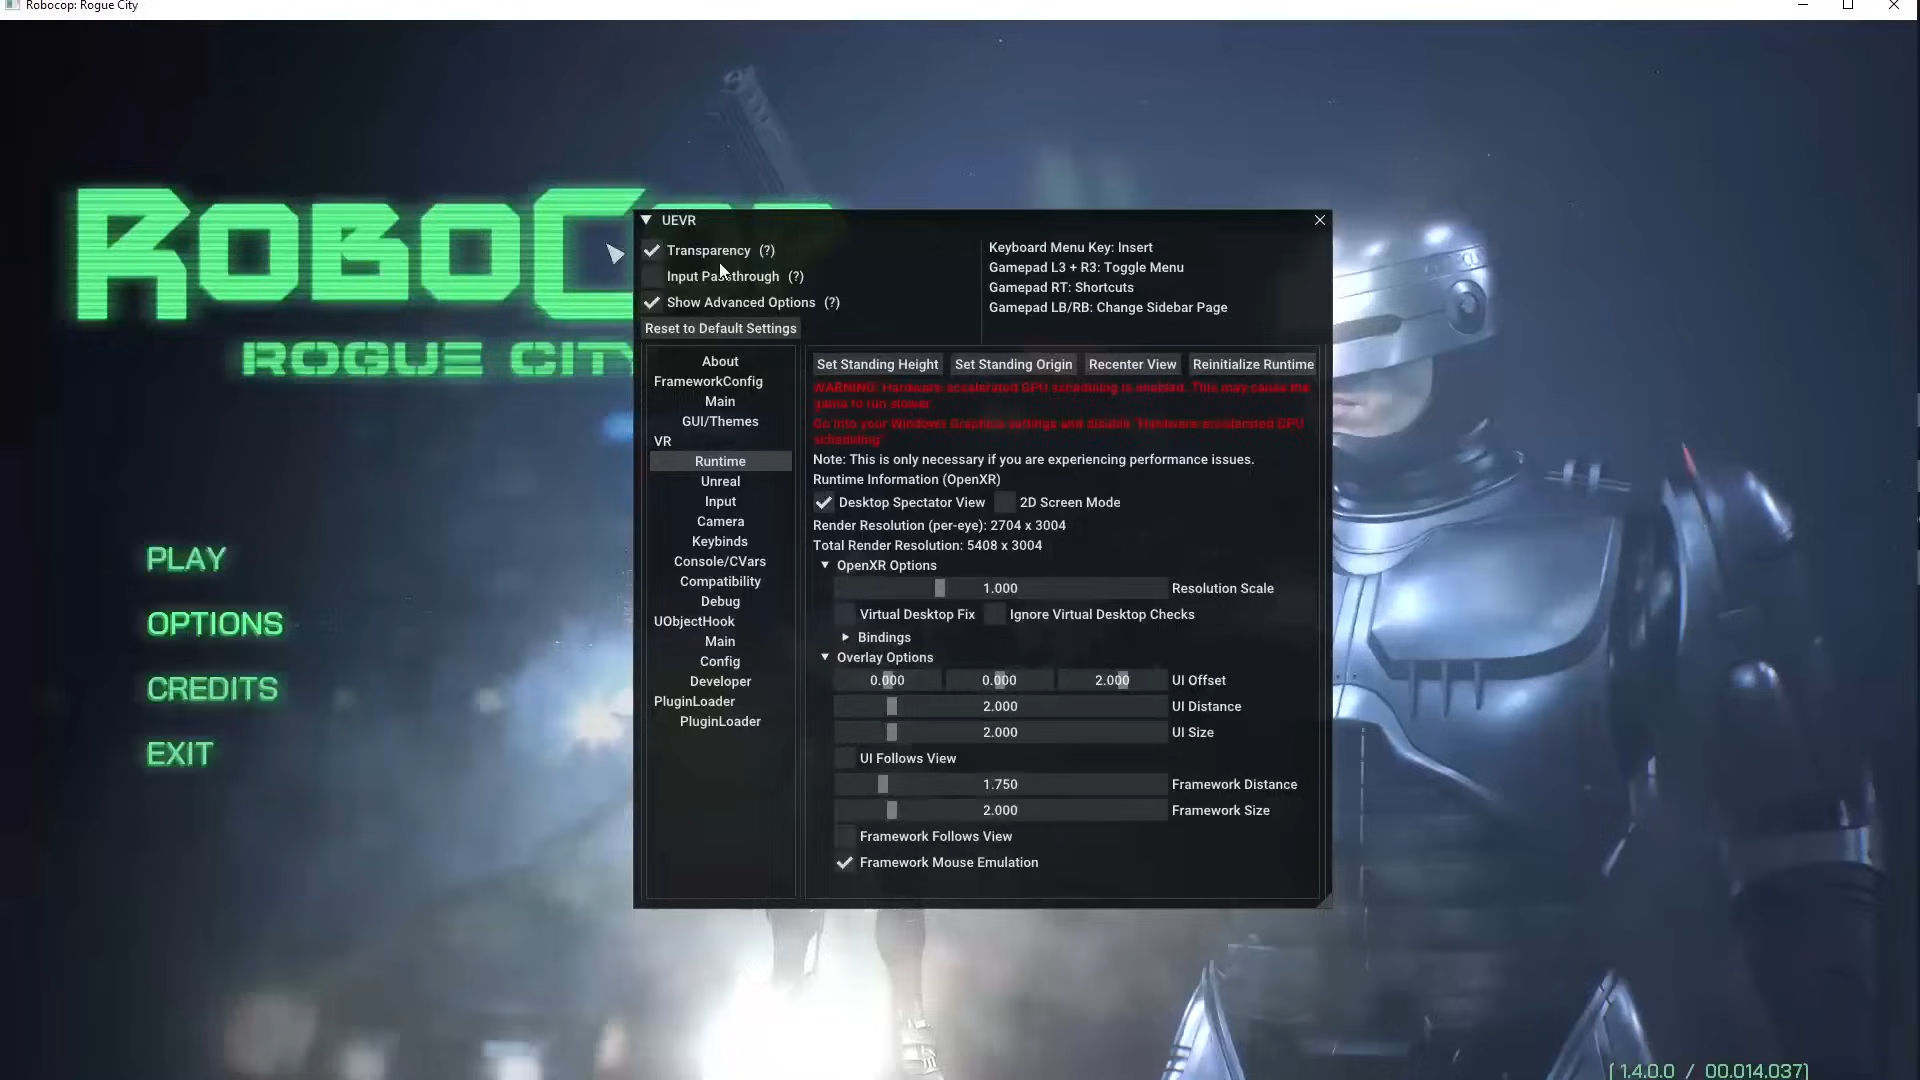 Robocop: Rogue City
ROBOC
ROGUE CITY
PLAY
OPTIONS
CREDITS
EXIT
UEVR
Transparency (?)
Input Passthrough (?)
Show Advanced Options (?)
Reset to Default Settings
Keyboard Menu Key: Insert
Gamepad L3 + R3: Toggle Menu
Gamepad RT: Shortcuts
Gamepad LB/RB: Change Sidebar Page
About
FrameworkConfig
Main
GUI/Themes
VR
Runtime
Unreal
Input
Camera
Keybinds
Console/CVars
Compatibility
Debug
UObjectHook
Main
Config
Developer
PluginLoader
PluginLoader
Set Standing Height Set Standing Origin Recenter View Reinitialize Runtime
WARNING: Hardware-accelerated GPU scheduling is enabled. This may cause the
game to run slower.
Go into your Windows Graphics settings and disable "Hardware-accelerated GPU
scheduling"
Note: This is only necessary if you are experiencing performance issues.
Runtime Information (OpenXR)
Desktop Spectator View 2D Screen Mode
Render Resolution (per-eye): 2704 x 3004
Total Render Resolution: 5408 x 3004
OpenXR Options
1.000 Resolution Scale
Virtual Desktop Fix Ignore Virtual Desktop Checks
Bindings
Overlay Options
0.000 0.000 2.000 UI Offset
2.000 UI Distance
2.000 UI Size
UI Follows View
1.750 Framework Distance
2.000 Framework Size
Framework Follows View
Framework Mouse Emulation
[ 1.4.0.0 / 00.014.037]